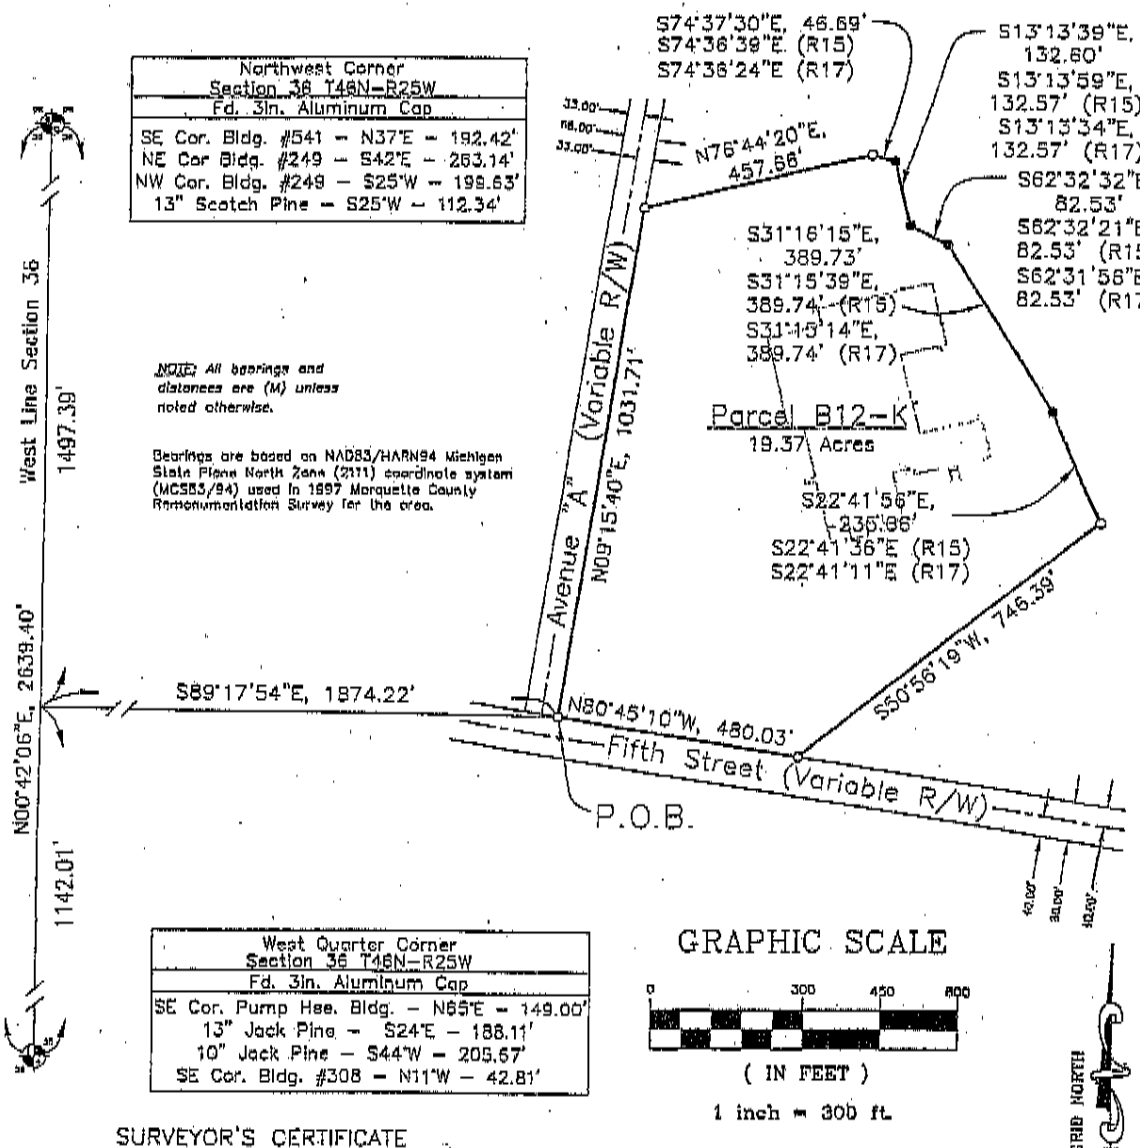 S74°37'30"E, 46.69'
S74°36'39"E (R15)
S74°36'24"E (R17)
S13°13'39"E,
132.60'
S13°13'59"E,
132.57' (R15)
S13°13'34"E,
132.57' (R17)
S62°32'32"E
82.53'
S62°32'21"E
82.53' (R15
S62°31'56"E
82.53' (R17
Northwest Corner
Section 36 T46N-R25W
Fd. 3in. Aluminum Cap
SE Cor. Bldg. #541 - N37°E - 192.42'
NE Cor Bldg. #249 - S42°E - 263.14'
NW Cor. Bldg. #249 - S25°W - 199.63'
13" Scotch Pine - S25°W - 112.34'
33.00'
66.00'
33.00'
N76°44'20"E,
457.66'
S31°16'15"E,
389.73'
S31°15'39"E,
389.74' (R15)
S31°15'14"E,
389.74' (R17)
West Line Section 36
1497.39'
N00°42'06"E, 2639.40'
1142.01'
NOTE: All bearings and
distances are (M) unless
noted otherwise.
Bearings are based on NAD83/HARN94 Michigan
State Plane North Zone (2111) coordinate system
(MCS83/94) used in 1997 Marquette County
Remonumentation Survey for the area.
Avenue "A" (Variable R/W)
N09°15'40"E, 1031.71'
Parcel B12-K
19.37 Acres
S22°41'56"E,
235.86'
S22°41'36"E (R15)
S22°41'11"E (R17)
S50°56'19"W, 746.39'
S89°17'54"E, 1874.22'
N80°45'10"W, 480.03'
Fifth Street (Variable R/W)
P.O.B.
West Quarter Corner
Section 36 T46N-R25W
Fd. 3in. Aluminum Cap
SE Cor. Pump Hse. Bldg. - N65°E - 149.00'
13" Jack Pine - S24°E - 188.11'
10" Jack Pine - S44°W - 205.67'
SE Cor. Bldg. #308 - N11°W - 42.81'
GRAPHIC SCALE
0 300 450 600
( IN FEET )
1 inch = 300 ft.
GRID NORTH
SURVEYOR'S CERTIFICATE